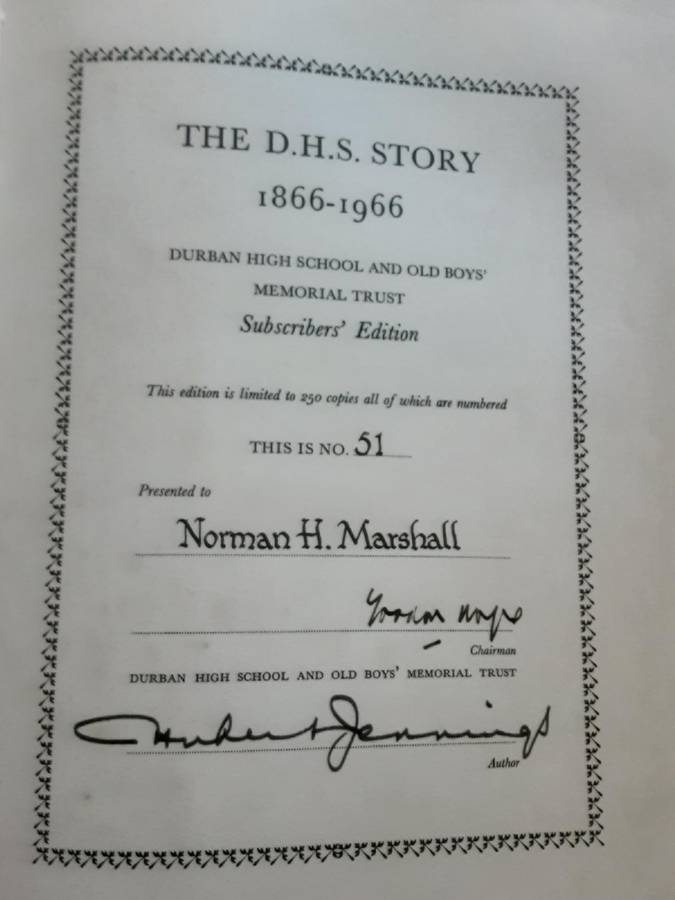 THE D.H.S. STORY
1866-1966
DURBAN HIGH SCHOOL AND OLD BOYS'
MEMORIAL TRUST
Subscribers' Edition
This edition is limited to 250 copies all of which are numbered
THIS IS NO. 51
Presented to
Norman H. Marshall
Chairman
DURBAN HIGH SCHOOL AND OLD BOYS' MEMORIAL TRUST
Hubert Jennings
Author